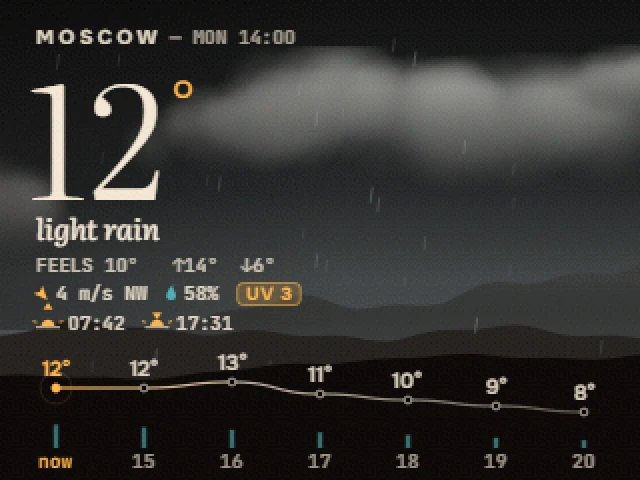 MOSCOW – MON 14:00
12°
light rain
FEELS 10° ↑14° ↓6°
4 m/s NW 58% UV 3
07:42 17:31
12° 12° 13° 11° 10° 9° 8°
now 15 16 17 18 19 20